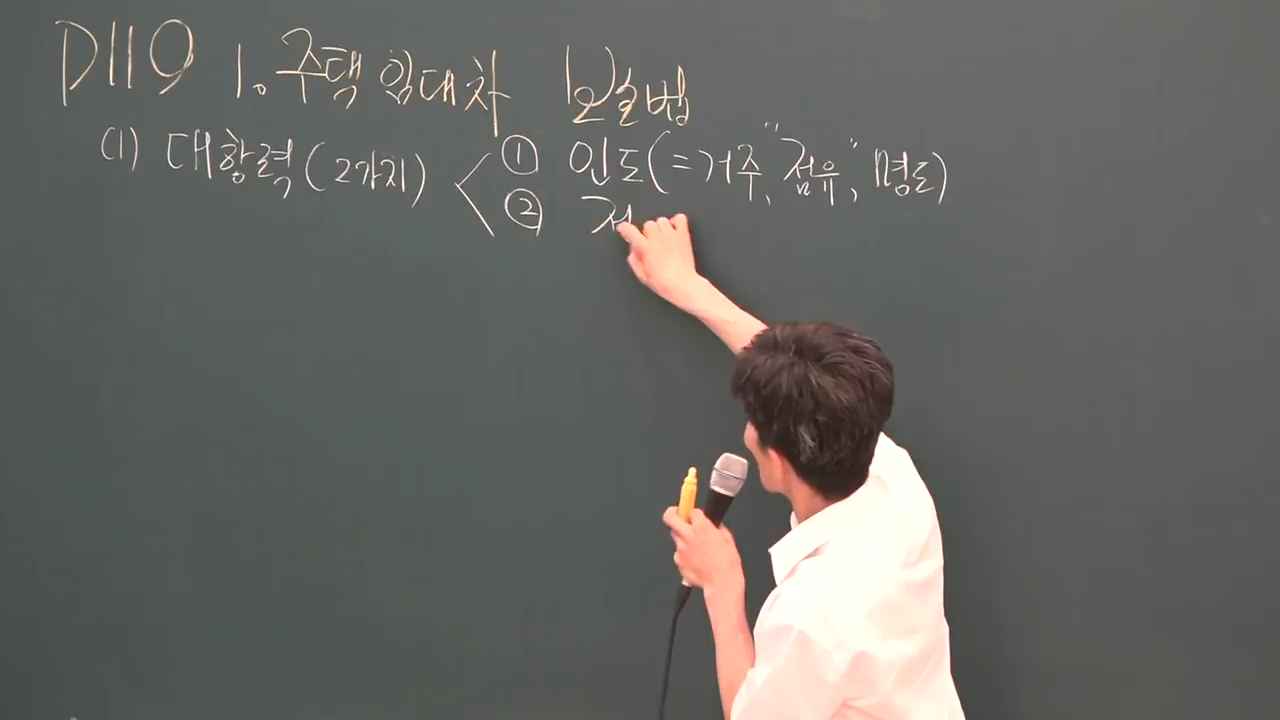 P119 1. 주택 임대차 보호법
(1) 대항력 (2가지) ① 인도(=거주, "점유", 명도)
② 저